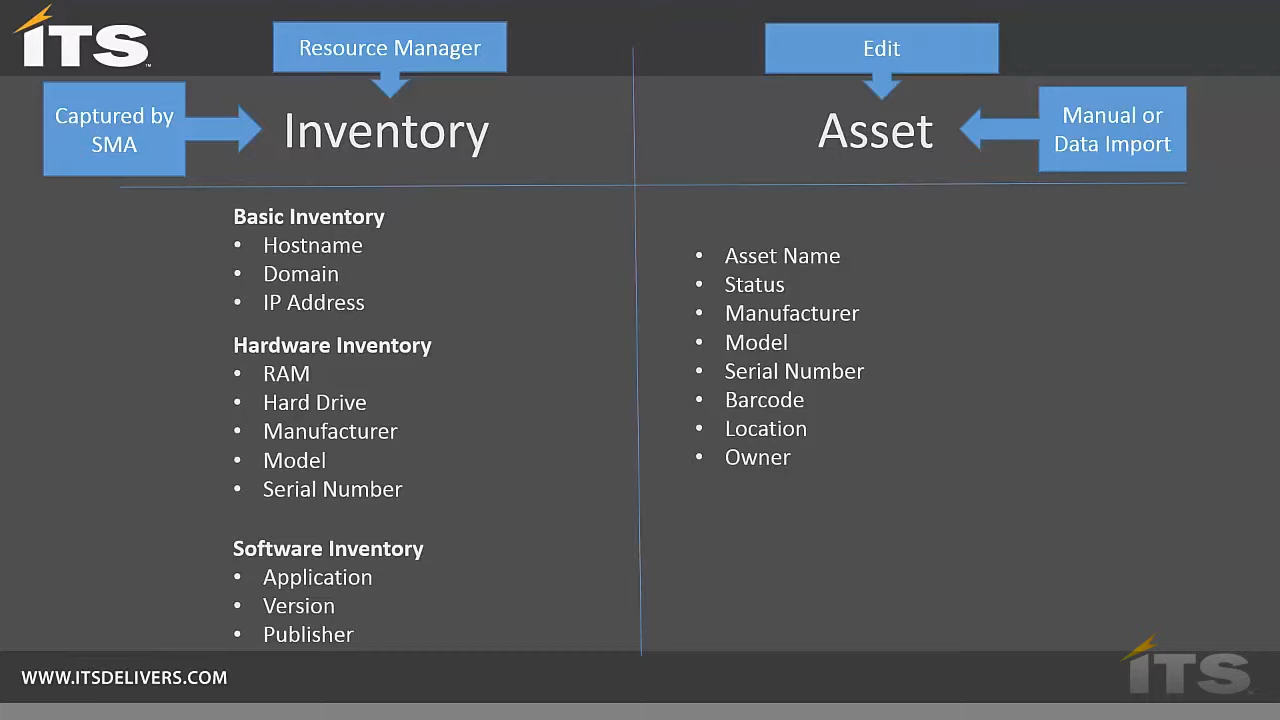 iTS
Resource Manager
Edit
Captured by
SMA
Inventory
Asset
Manual or
Data Import
Basic Inventory
• Hostname
• Domain
• IP Address
Hardware Inventory
• RAM
• Hard Drive
• Manufacturer
• Model
• Serial Number
Software Inventory
• Application
• Version
• Publisher
• Asset Name
• Status
• Manufacturer
• Model
• Serial Number
• Barcode
• Location
• Owner
WWW.ITSDELIVERS.COM
iTS